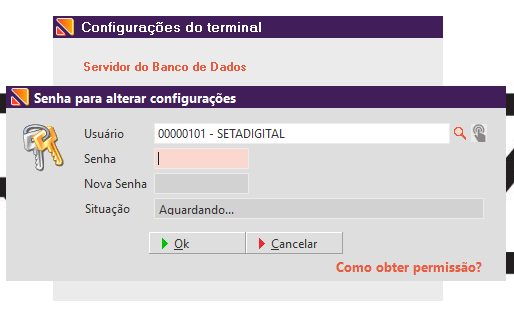 Configurações do terminal
Servidor do Banco de Dados
Senha para alterar configurações
Usuário 00000101 - SETADIGITAL
Senha
Nova Senha
Situação Aguardando...
Ok Cancelar
Como obter permissão?